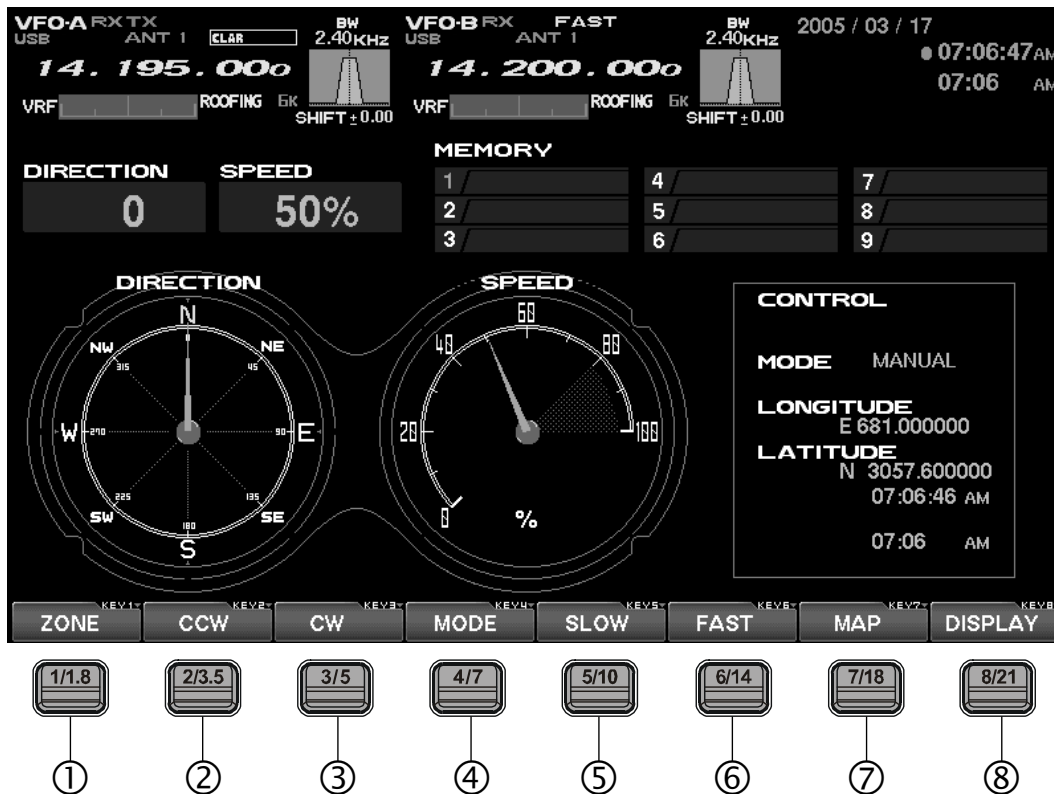 VFO-A RX TX BW
USB ANT 1 CLAR 2.40 KHz
14.195.000
VRF ROOFING 6K
SHIFT ±0.00
VFO-B RX FAST BW
USB ANT 1 2.40 KHz
14.200.000
VRF ROOFING 6K
SHIFT ±0.00
2005 / 03 / 17
07:06:47 AM
07:06 AM
DIRECTION SPEED
0 50%
MEMORY
1 4 7
2 5 8
3 6 9
DIRECTION
N
NW NE
315 45
W 270 90 E
225 135
SW 180 SE
S
SPEED
60
40 80
20 100
0 %
CONTROL
MODE MANUAL
LONGITUDE
E 681.000000
LATITUDE
N 3057.600000
07:06:46 AM
07:06 AM
KEY1 KEY2 KEY3 KEY4 KEY5 KEY6 KEY7 KEY8
ZONE CCW CW MODE SLOW FAST MAP DISPLAY
1/1.8 2/3.5 3/5 4/7 5/10 6/14 7/18 8/21
① ② ③ ④ ⑤ ⑥ ⑦ ⑧